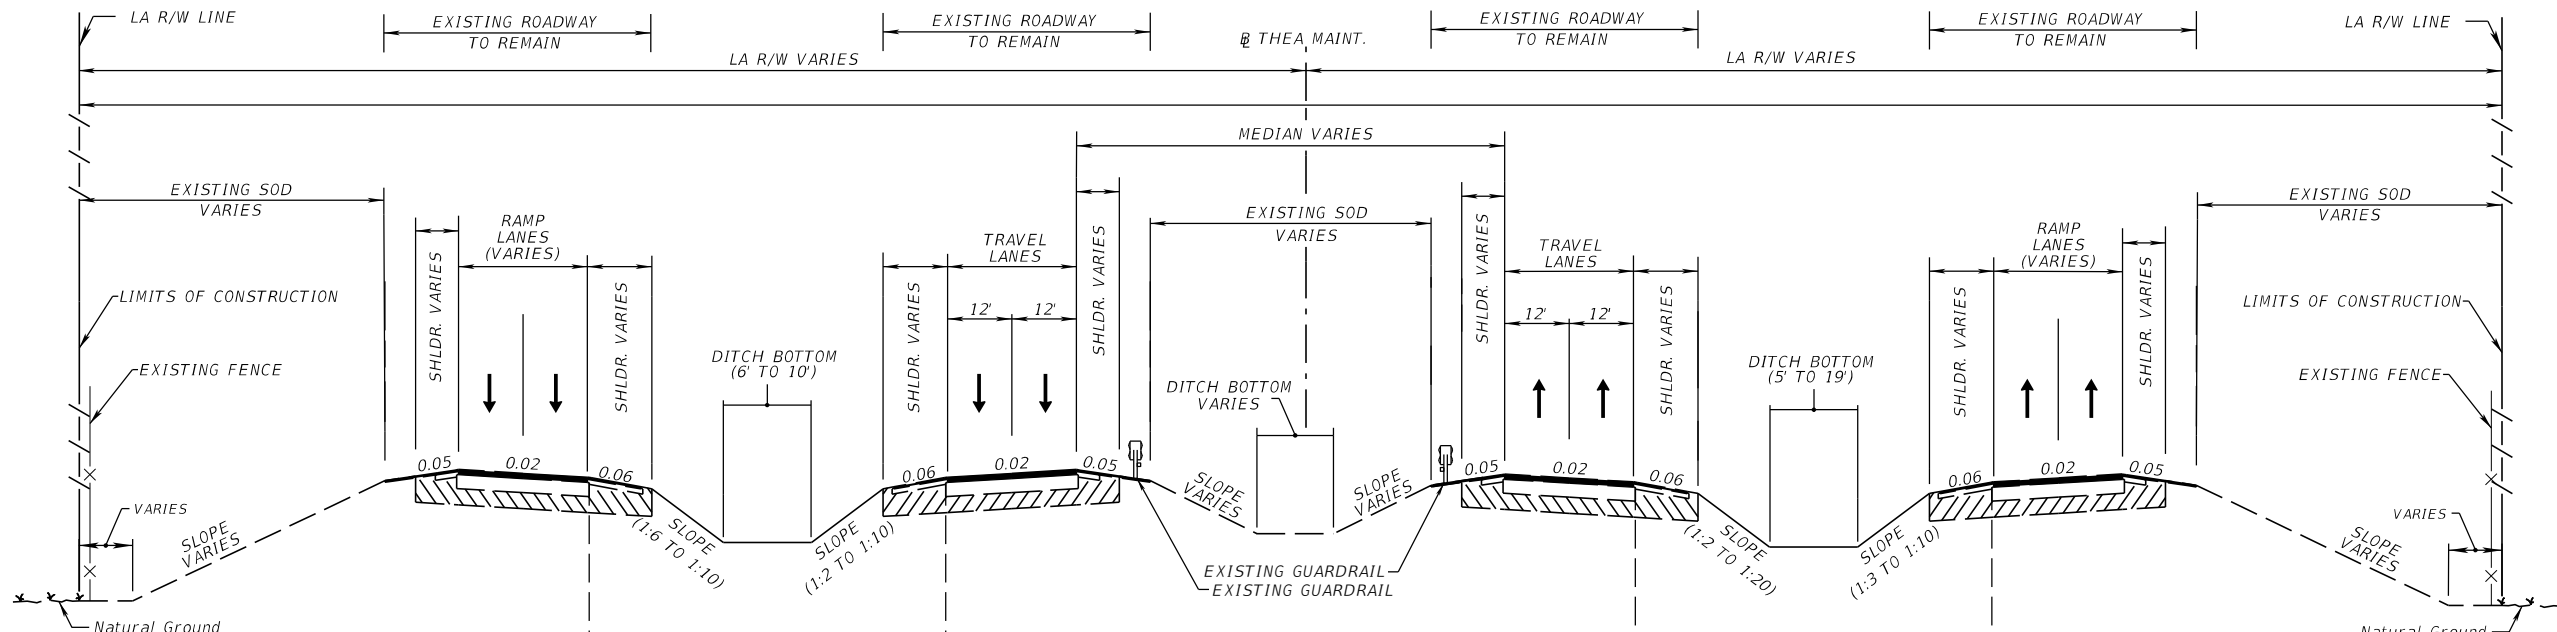 LA R/W LINE
EXISTING ROADWAY
TO REMAIN
EXISTING ROADWAY
TO REMAIN
℄ THEA MAINT.
EXISTING ROADWAY
TO REMAIN
EXISTING ROADWAY
TO REMAIN
LA R/W LINE
LA R/W VARIES
LA R/W VARIES
MEDIAN VARIES
EXISTING SOD
VARIES
EXISTING SOD
VARIES
EXISTING SOD
VARIES
RAMP
LANES
(VARIES)
TRAVEL
LANES
TRAVEL
LANES
RAMP
LANES
(VARIES)
SHLDR. VARIES
SHLDR. VARIES
SHLDR. VARIES
SHLDR. VARIES
SHLDR. VARIES
SHLDR. VARIES
SHLDR. VARIES
SHLDR. VARIES
12' 12'
12' 12'
LIMITS OF CONSTRUCTION
LIMITS OF CONSTRUCTION
EXISTING FENCE
EXISTING FENCE
DITCH BOTTOM
(6' TO 10')
DITCH BOTTOM
VARIES
DITCH BOTTOM
(5' TO 19')
0.05 0.02 0.06
0.06 0.02 0.05
0.05 0.02 0.06
0.06 0.02 0.05
VARIES
SLOPE
VARIES
SLOPE
(1:6 TO 1:10)
SLOPE
(1:2 TO 1:10)
SLOPE
VARIES
SLOPE
VARIES
SLOPE
(1:2 TO 1:20)
SLOPE
(1:3 TO 1:10)
SLOPE
VARIES
VARIES
EXISTING GUARDRAIL
EXISTING GUARDRAIL
Natural Ground
Natural Ground